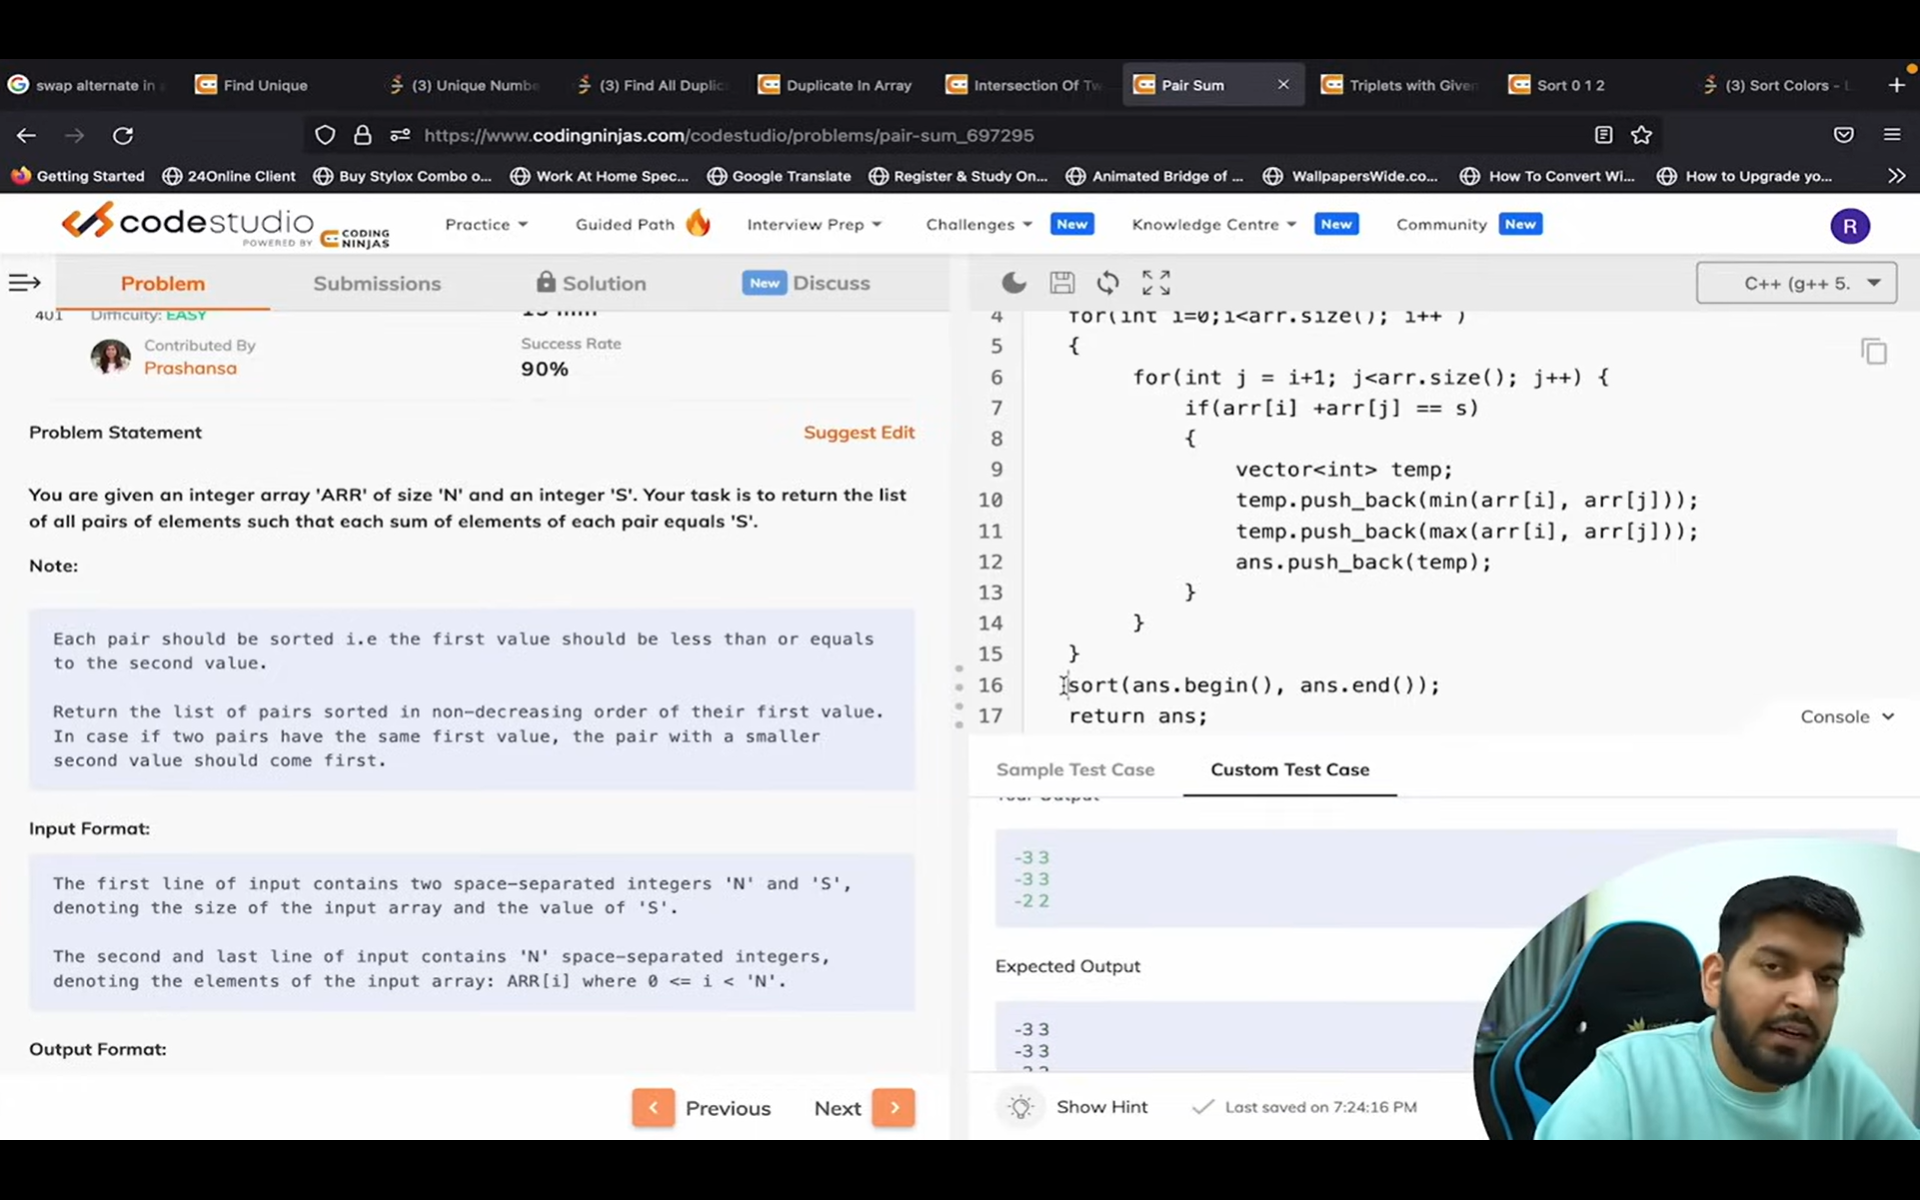 swap alternate in
Find Unique
(3) Unique Numbe
(3) Find All Duplic
Duplicate In Array
Intersection Of Tw
Pair Sum
Triplets with Given
Sort 0 1 2
(3) Sort Colors - L
https://www.codingninjas.com/codestudio/problems/pair-sum_697295
Getting Started
24Online Client
Buy Stylox Combo o...
Work At Home Spec...
Google Translate
Register & Study On...
Animated Bridge of ...
WallpapersWide.co...
How To Convert Wi...
How to Upgrade yo...
codestudio
POWERED BY CODING NINJAS
Practice
Guided Path
Interview Prep
Challenges New
Knowledge Centre New
Community New
R
Problem
Submissions
Solution
New Discuss
C++ (g++ 5.
401
Difficulty: EASY
15 min
Contributed By
Prashansa
Success Rate
90%
Problem Statement
Suggest Edit
You are given an integer array 'ARR' of size 'N' and an integer 'S'. Your task is to return the list
of all pairs of elements such that each sum of elements of each pair equals 'S'.
Note:
Each pair should be sorted i.e the first value should be less than or equals
to the second value.
Return the list of pairs sorted in non-decreasing order of their first value.
In case if two pairs have the same first value, the pair with a smaller
second value should come first.
Input Format:
The first line of input contains two space-separated integers 'N' and 'S',
denoting the size of the input array and the value of 'S'.
The second and last line of input contains 'N' space-separated integers,
denoting the elements of the input array: ARR[i] where 0 <= i < 'N'.
Output Format:
Previous
Next
4 for(int i=0;i<arr.size(); i++ )
5 {
6 for(int j = i+1; j<arr.size(); j++) {
7 if(arr[i] +arr[j] == s)
8 {
9 vector<int> temp;
10 temp.push_back(min(arr[i], arr[j]));
11 temp.push_back(max(arr[i], arr[j]));
12 ans.push_back(temp);
13 }
14 }
15 }
16 sort(ans.begin(), ans.end());
17 return ans;
Console
Sample Test Case
Custom Test Case
Your Output
-3 3
-3 3
-2 2
Expected Output
-3 3
-3 3
-2 2
Show Hint
Last saved on 7:24:16 PM